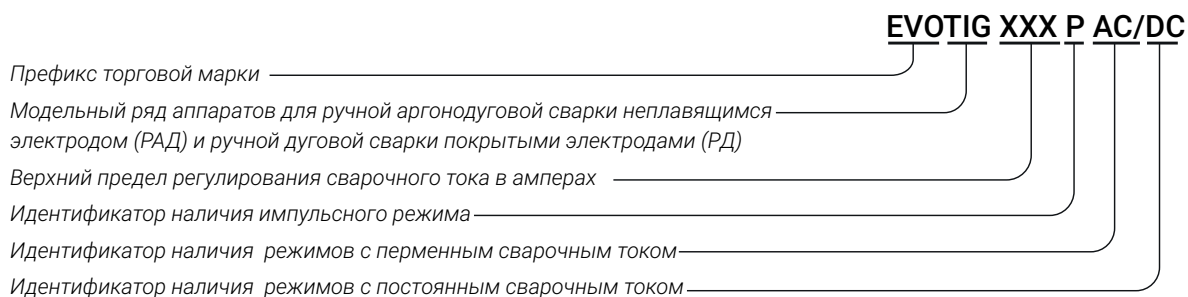 EVOTIG XXX P AC/DC
Префикс торговой марки
Модельный ряд аппаратов для ручной аргонодуговой сварки неплавящимся
электродом (РАД) и ручной дуговой сварки покрытыми электродами (РД)
Верхний предел регулирования сварочного тока в амперах
Идентификатор наличия импульсного режима
Идентификатор наличия режимов с перменным сварочным током
Идентификатор наличия режимов с постоянным сварочным током